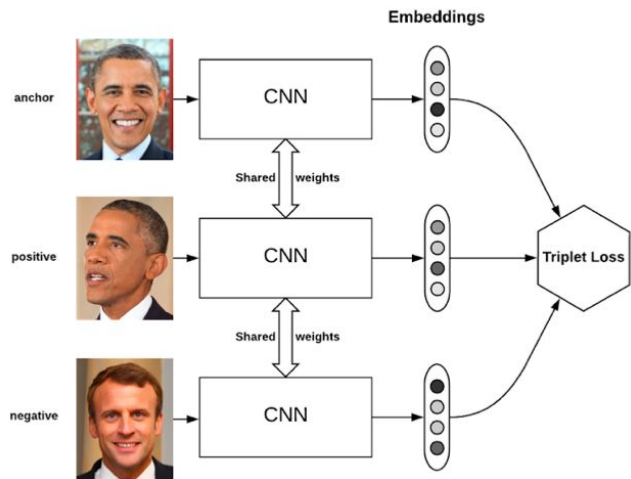 Embeddings
anchor
CNN
Shared weights
positive
CNN
Triplet Loss
Shared weights
negative
CNN